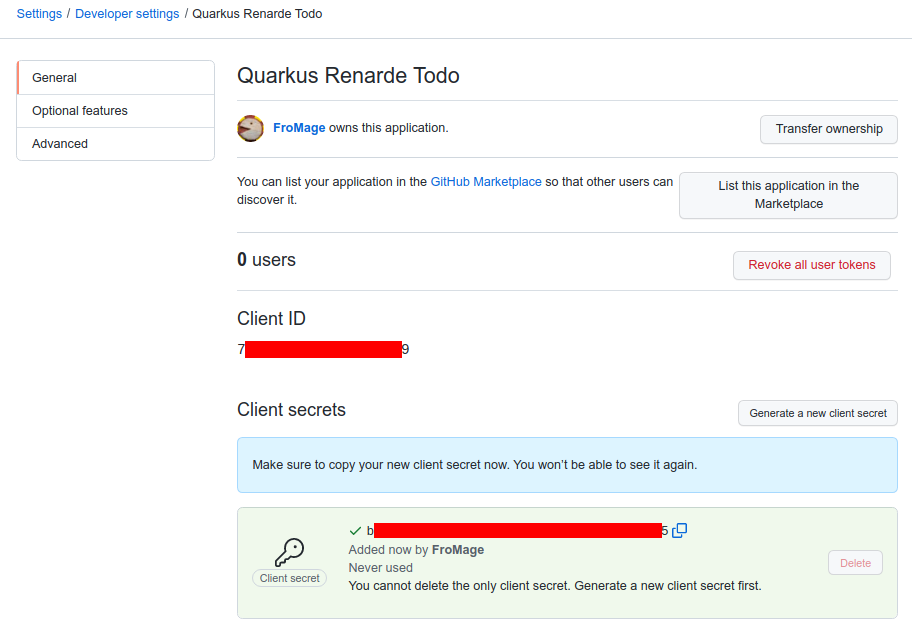 Settings / Developer settings / Quarkus Renarde Todo
General
Optional features
Advanced
Quarkus Renarde Todo
FroMage owns this application.
Transfer ownership
You can list your application in the GitHub Marketplace so that other users can
discover it.
List this application in the
Marketplace
0 users
Revoke all user tokens
Client ID
7 9
Client secrets
Generate a new client secret
Make sure to copy your new client secret now. You won’t be able to see it again.
b 5
Added now by FroMage
Never used
You cannot delete the only client secret. Generate a new client secret first.
Client secret
Delete